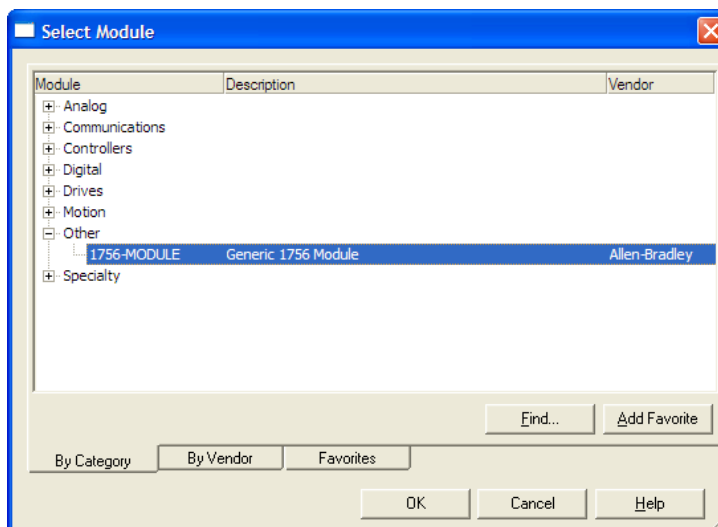 Select Module
Module Description Vendor
Analog
Communications
Controllers
Digital
Drives
Motion
Other
1756-MODULE Generic 1756 Module Allen-Bradley
Specialty
Find... Add Favorite
By Category By Vendor Favorites
OK Cancel Help